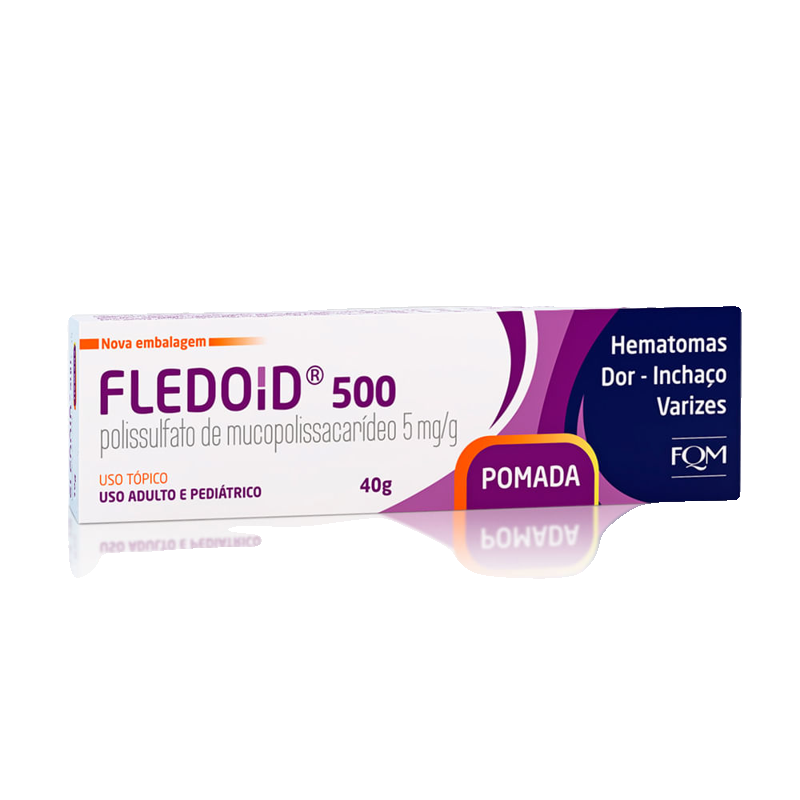 Nova embalagem
FLEDOID® 500
polissulfato de mucopolissacarídeo 5 mg/g
USO TÓPICO
USO ADULTO E PEDIÁTRICO
40g
POMADA
Hematomas
Dor - Inchaço
Varizes
FQM